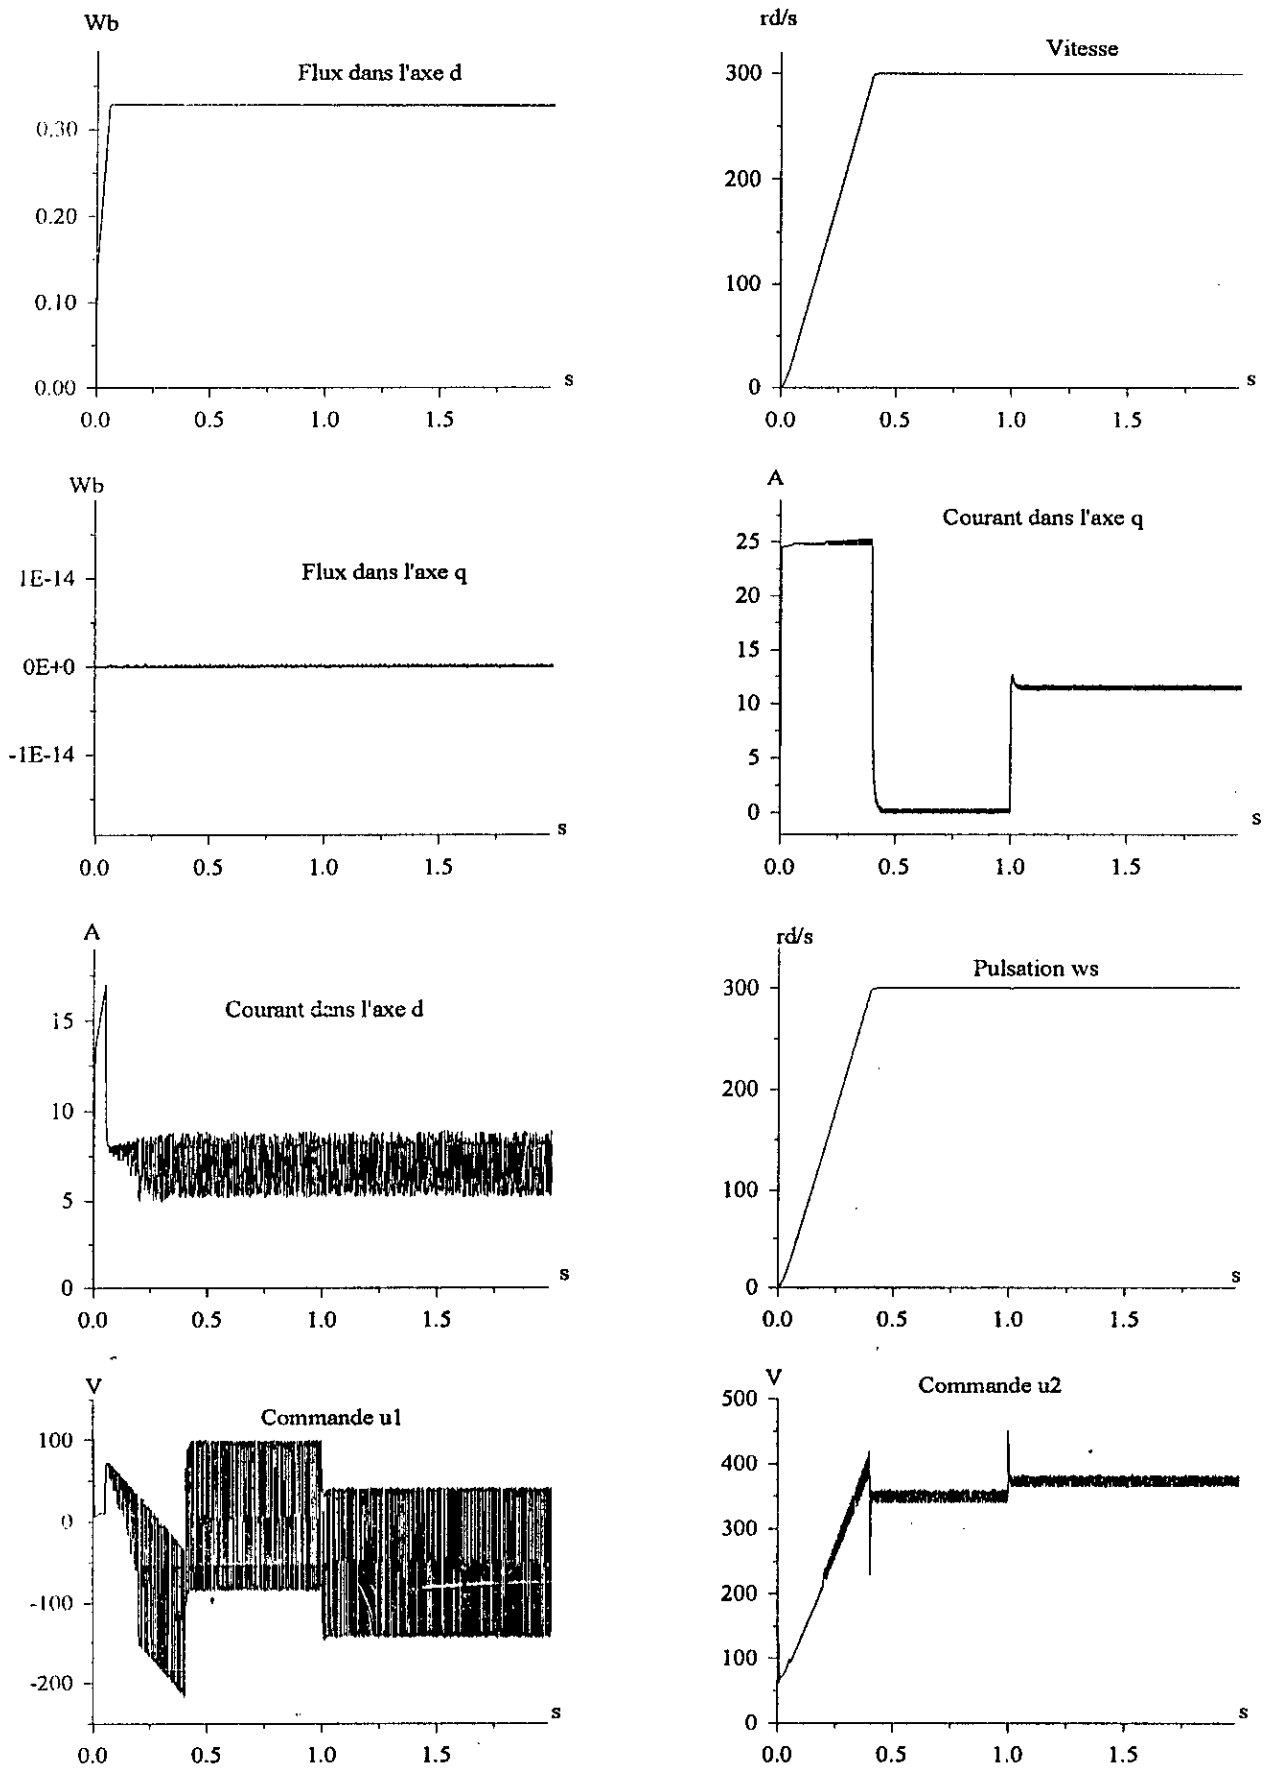 Wb
Flux dans l'axe d
0.30
0.20
0.10
0.00
s
0.0 0.5 1.0 1.5
rd/s
Vitesse
300
200
100
0
s
0.0 0.5 1.0 1.5
Wb
Flux dans l'axe q
1E-14
0E+0
-1E-14
s
0.0 0.5 1.0 1.5
A
Courant dans l'axe q
25
20
15
10
5
0
s
0.0 0.5 1.0 1.5
A
Courant dans l'axe d
15
10
5
0
s
0.0 0.5 1.0 1.5
rd/s
Pulsation ws
300
200
100
0
s
0.0 0.5 1.0 1.5
V
Commande u1
100
0
-100
-200
s
0.0 0.5 1.0 1.5
V
Commande u2
500
400
300
200
100
0
s
0.0 0.5 1.0 1.5